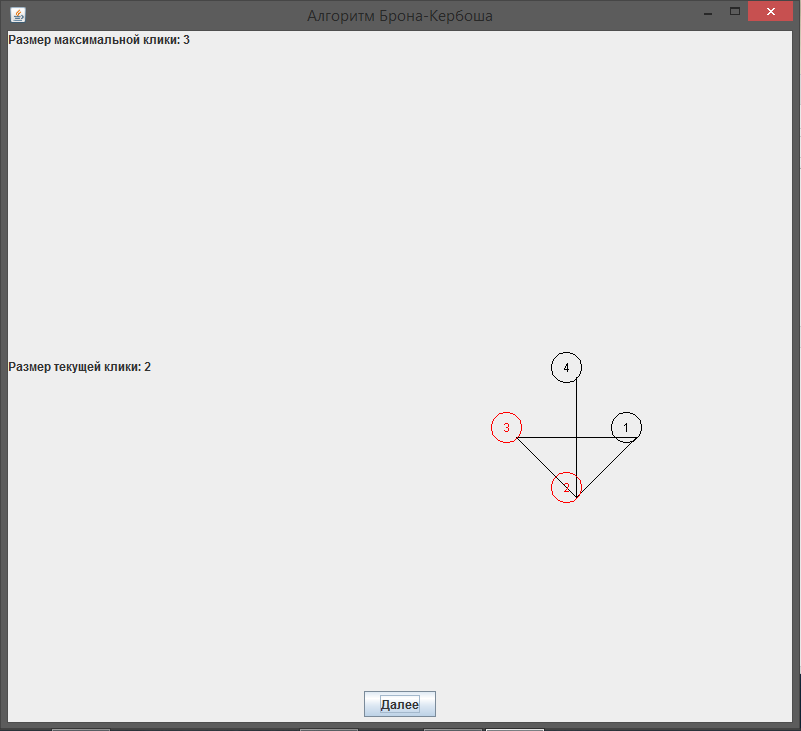 Алгоритм Брона-Кербоша
Размер максимальной клики: 3
Размер текущей клики: 2
4
3
1
2
Далее